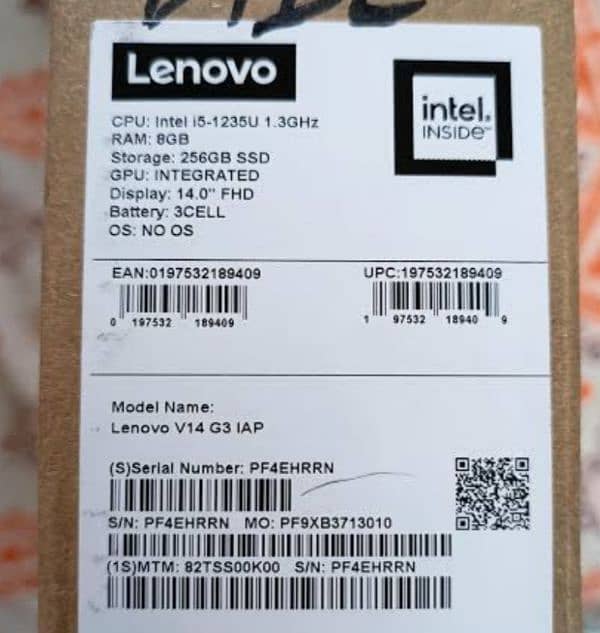 Lenovo
intel.
INSIDE™
CPU: Intel i5-1235U 1.3GHz
RAM: 8GB
Storage: 256GB SSD
GPU: INTEGRATED
Display: 14.0" FHD
Battery: 3CELL
OS: NO OS
EAN:0197532189409 UPC:197532189409
0 197532 189409 1 97532 18940 9
Model Name:
Lenovo V14 G3 IAP
(S)Serial Number: PF4EHRRN
S/N: PF4EHRRN MO: PF9XB3713010
(1S)MTM: 82TSS00K00 S/N: PF4EHRRN